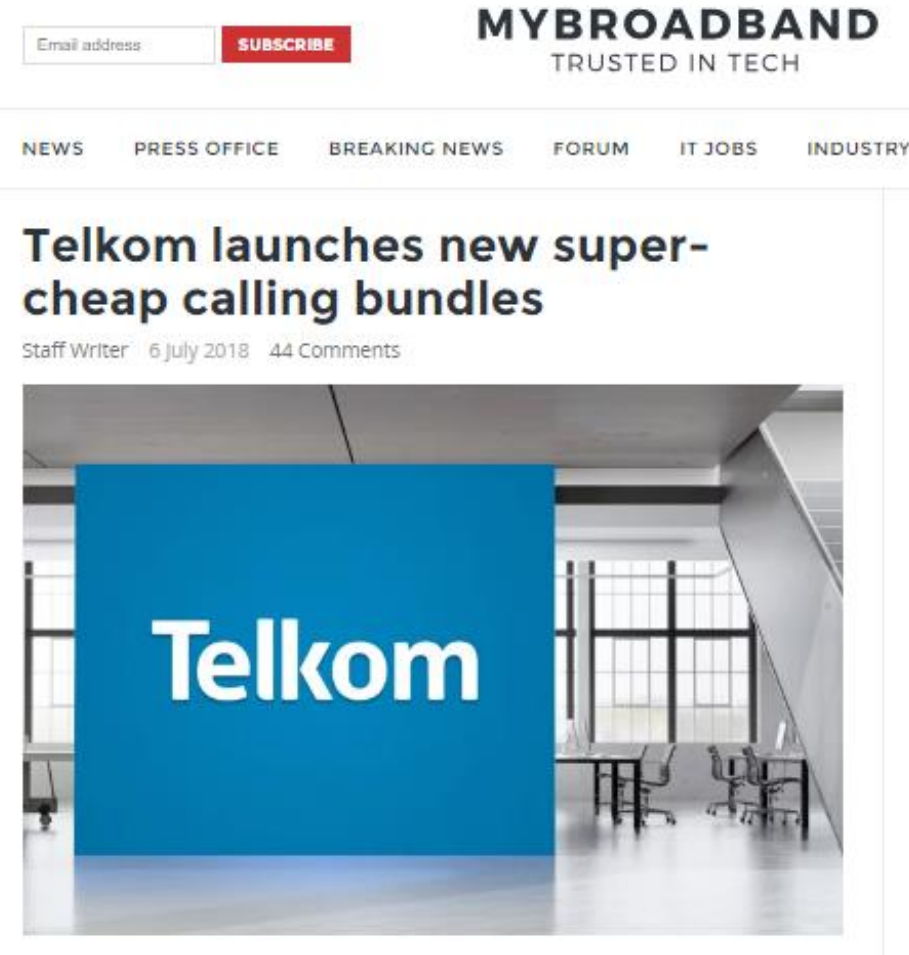 Email address
SUBSCRIBE
MYBROADBAND
TRUSTED IN TECH
NEWS PRESS OFFICE BREAKING NEWS FORUM IT JOBS INDUSTRY
Telkom launches new super-
cheap calling bundles
Staff Writer 6 July 2018 44 Comments
Telkom